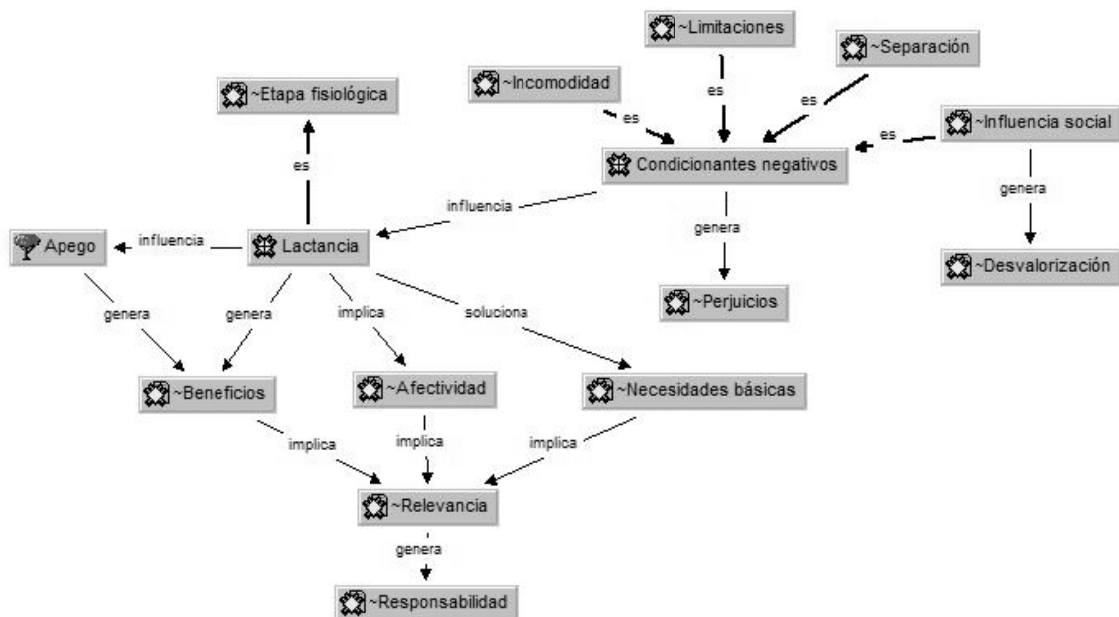 ~Limitaciones
~Separación
~Incomodidad
~Etapa fisiológica
es
es
es
~Influencia social
es
Condicionantes negativos
es
genera
influencia
genera
Apego
influencia
Lactancia
~Desvalorización
~Perjuicios
genera
genera
implica
soluciona
~Beneficios
~Afectividad
~Necesidades básicas
implica
implica
implica
~Relevancia
genera
~Responsabilidad